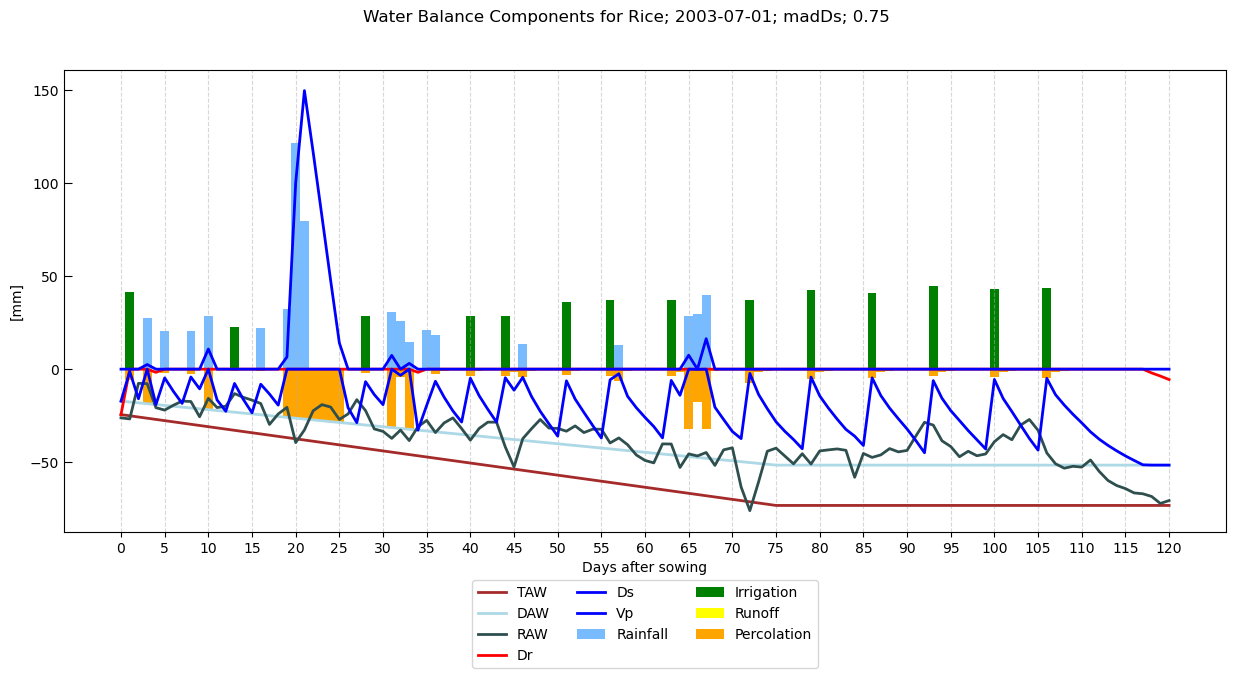 Water Balance Components for Rice; 2003-07-01; madDs; 0.75
150
100
50
0
−50
[mm]
0 5 10 15 20 25 30 35 40 45 50 55 60 65 70 75 80 85 90 95 100 105 110 115 120
Days after sowing
TAW
DAW
RAW
Dr
Ds
Vp
Rainfall
Irrigation
Runoff
Percolation